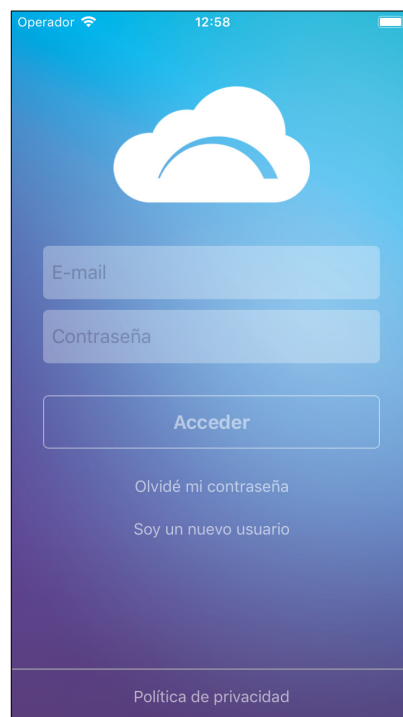 Operador 12:58
E-mail
Contraseña
Acceder
Olvidé mi contraseña
Soy un nuevo usuario
Política de privacidad